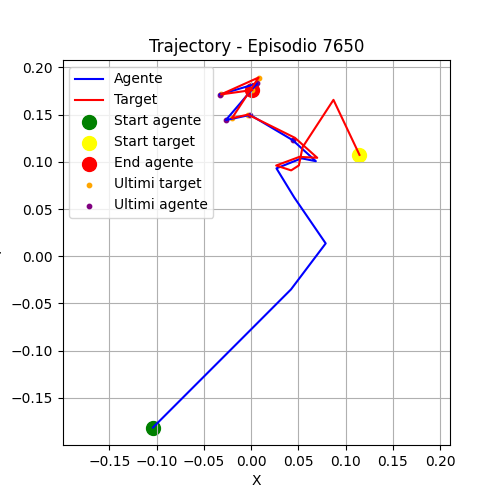 Trajectory - Episodio 7650
Agente
Target
Start agente
Start target
End agente
Ultimi target
Ultimi agente
0.20
0.15
0.10
0.05
0.00
−0.05
−0.10
−0.15
−0.15 −0.10 −0.05 0.00 0.05 0.10 0.15 0.20
X